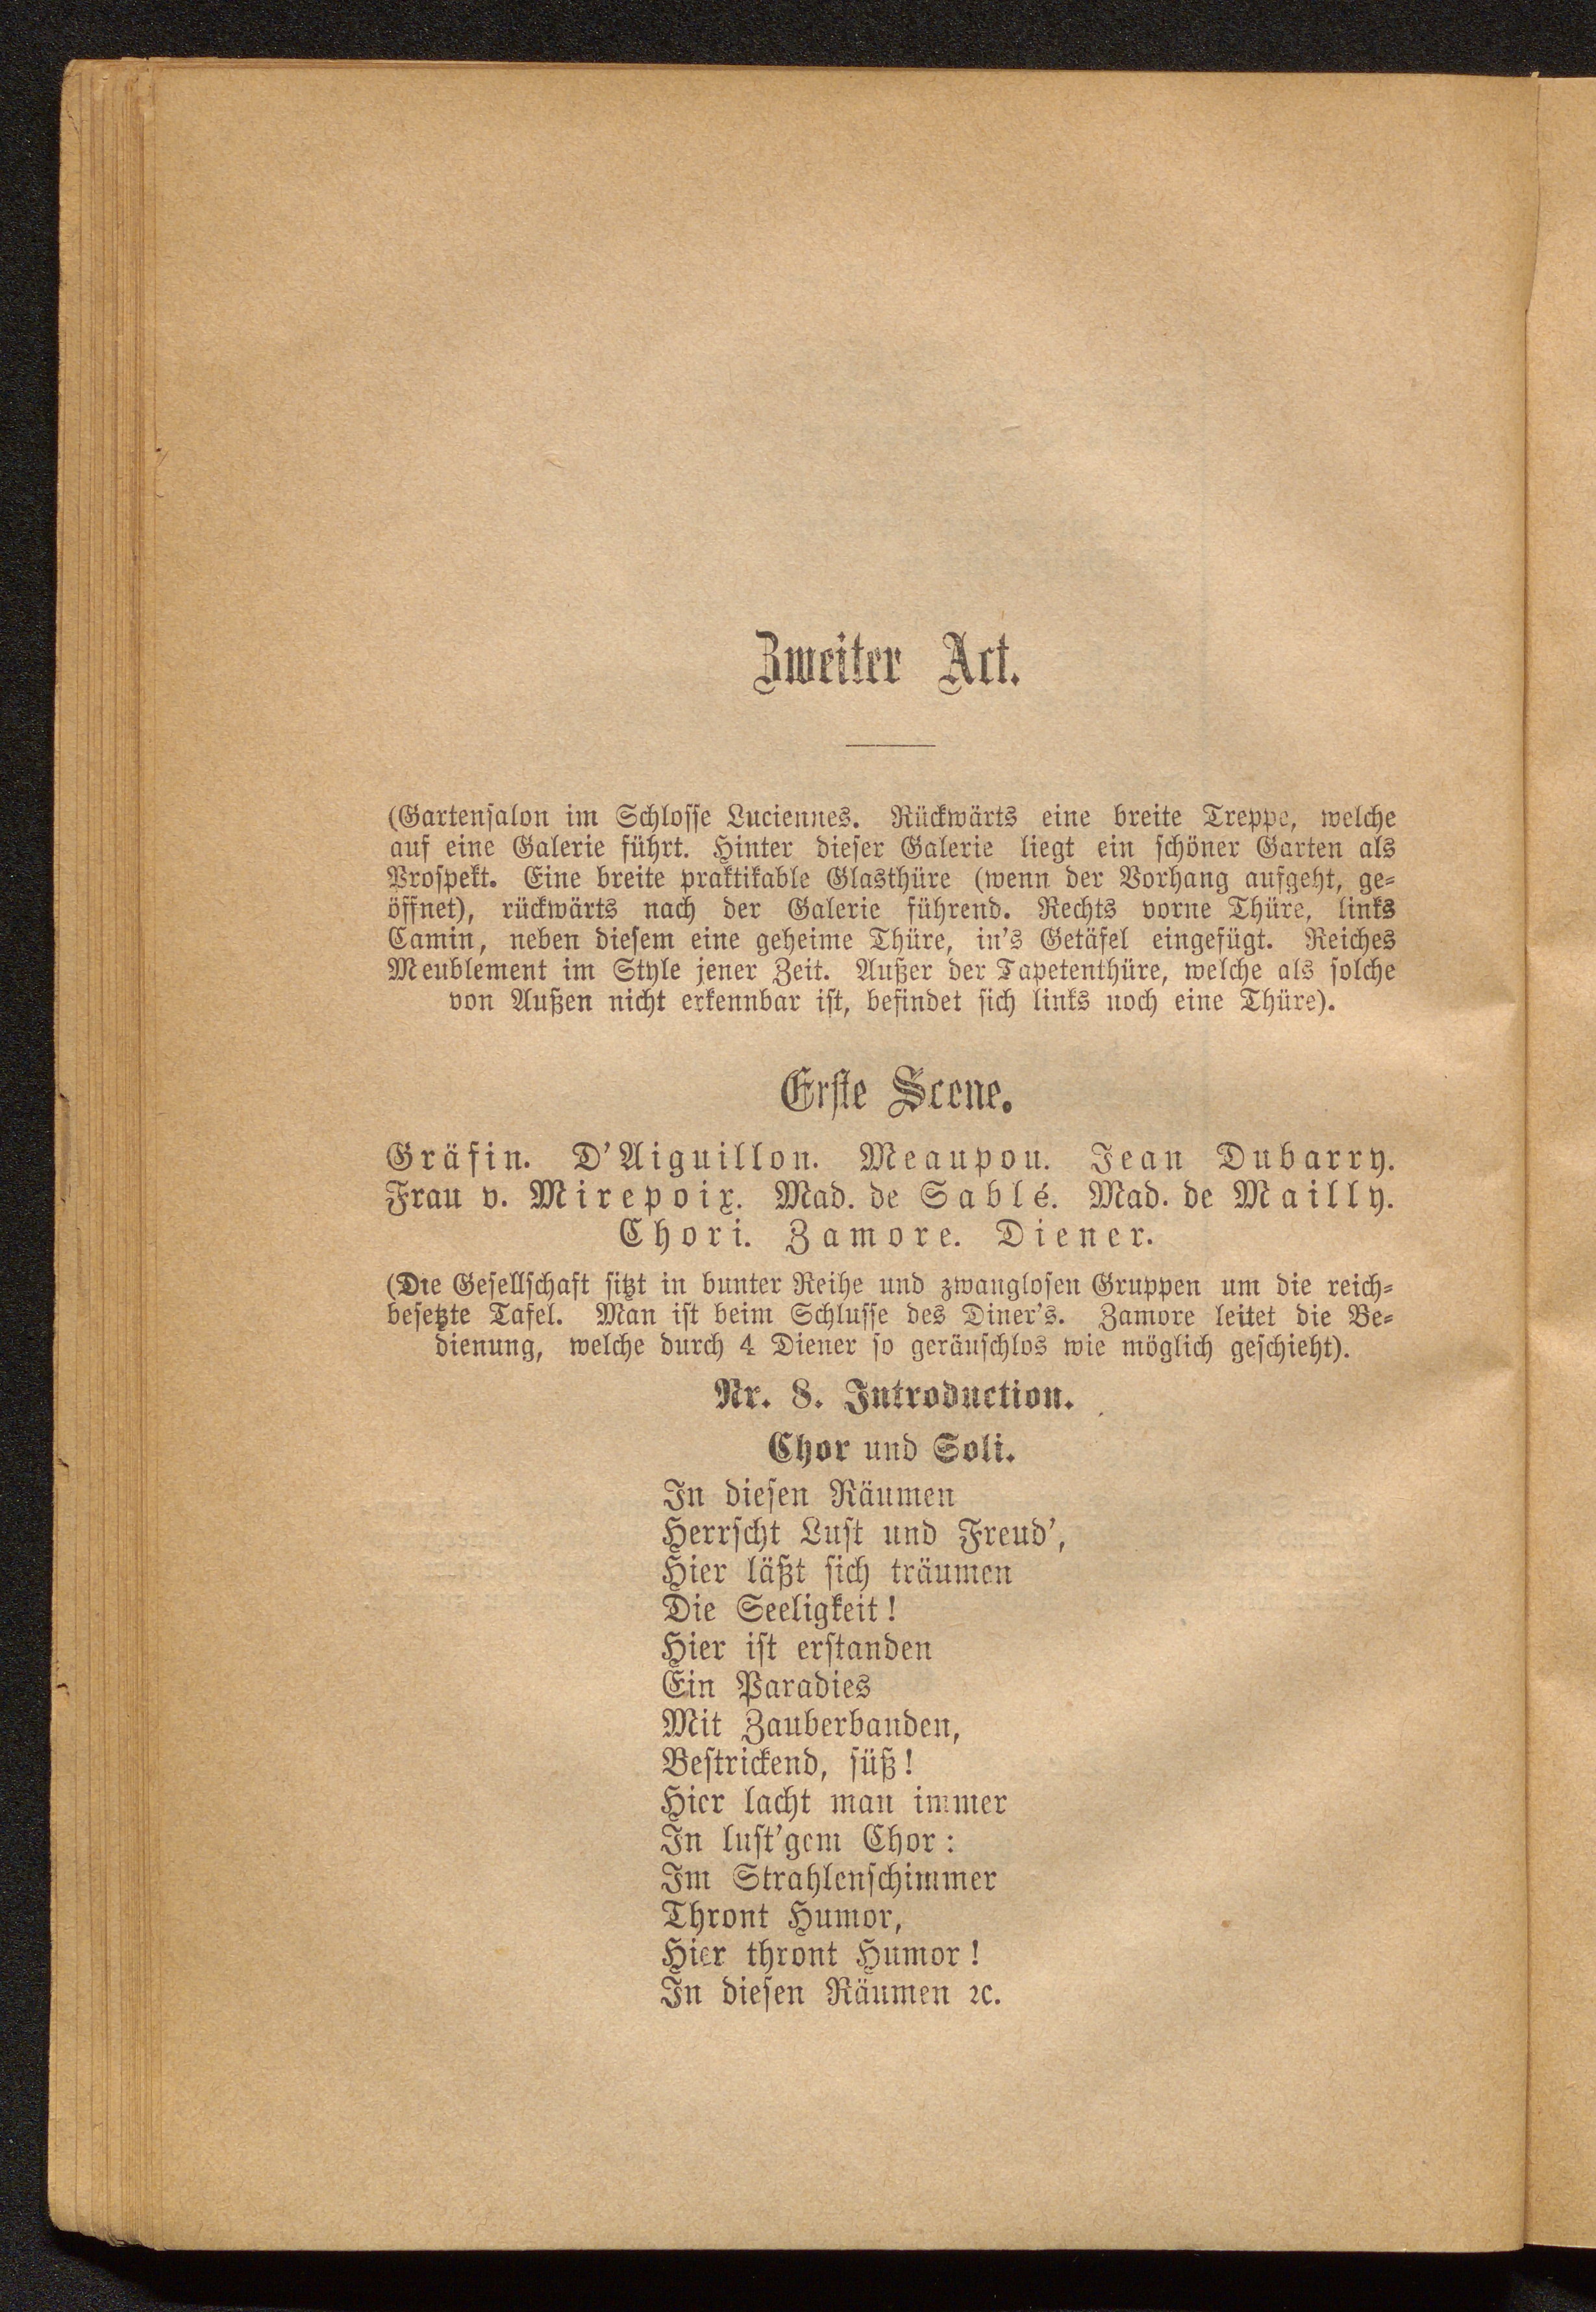 Zweiter Act.
(Gartensalon im Schlosse Luciennes. Rückwärts eine breite Treppe, welche
auf eine Galerie führt. Hinter dieser Galerie liegt ein schöner Garten als
Prospekt. Eine breite praktikable Glasthüre (wenn der Vorhang aufgeht, ge-
öffnet), rückwärts nach der Galerie führend. Rechts vorne Thüre, links
Camin, neben diesem eine geheime Thüre, in's Getäfel eingefügt. Reiches
Meublement im Style jener Zeit. Außer der Tapetenthüre, welche als solche
von Außen nicht erkennbar ist, befindet sich links noch eine Thüre).
Erste Scene.
Gräfin. D'Aiguillon. Meaupou. Jean Dubarry.
Frau v. Mirepoix. Mad. de Sablé. Mad. de Mailly.
Chori. Zamore. Diener.
(Die Gesellschaft sitzt in bunter Reihe und zwanglosen Gruppen um die reich-
besetzte Tafel. Man ist beim Schlusse des Diner's. Zamore leitet die Be-
dienung, welche durch 4 Diener so geräuschlos wie möglich geschieht).
Nr. 8. Introduction.
Chor und Soli.
In diesen Räumen
Herrscht Lust und Freud',
Hier läßt sich träumen
Die Seeligkeit!
Hier ist erstanden
Ein Paradies
Mit Zauberbanden,
Bestrickend, süß!
Hier lacht man immer
In lust'gem Chor:
Im Strahlenschimmer
Thront Humor,
Hier thront Humor!
In diesen Räumen ꝛc.